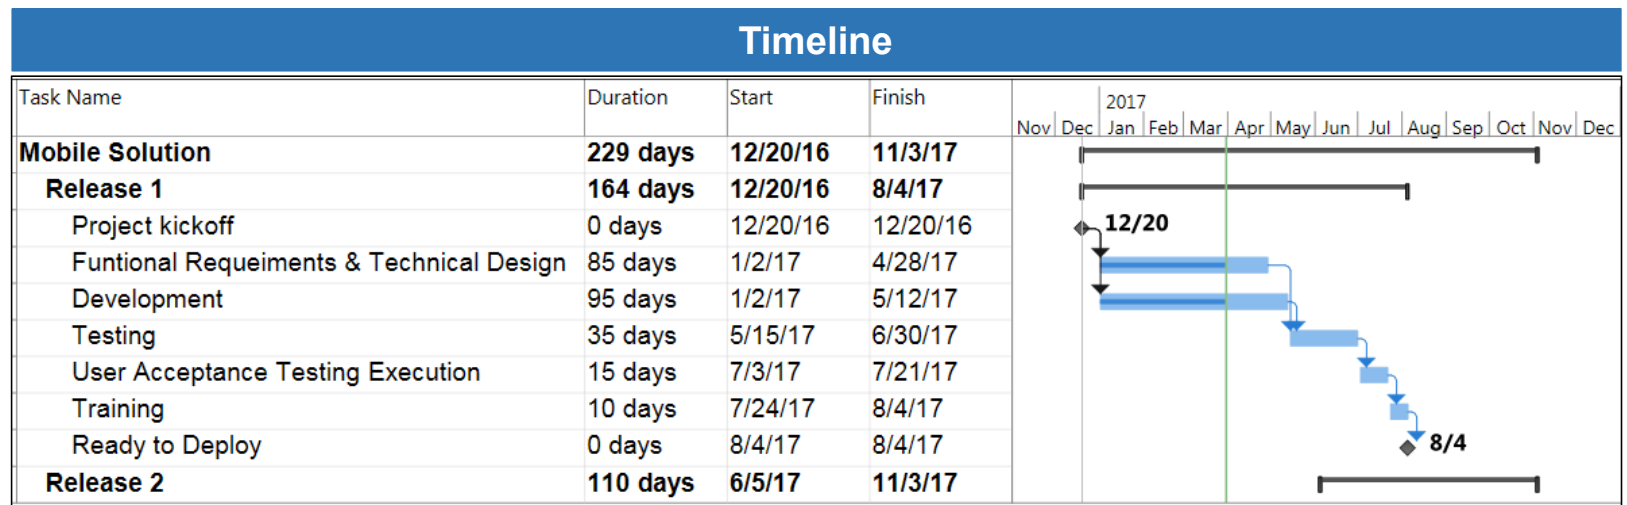 Timeline
Task Name Duration Start Finish 2017
Nov Dec Jan Feb Mar Apr May Jun Jul Aug Sep Oct Nov Dec
Mobile Solution 229 days 12/20/16 11/3/17
Release 1 164 days 12/20/16 8/4/17
Project kickoff 0 days 12/20/16 12/20/16 12/20
Funtional Requeiments & Technical Design 85 days 1/2/17 4/28/17
Development 95 days 1/2/17 5/12/17
Testing 35 days 5/15/17 6/30/17
User Acceptance Testing Execution 15 days 7/3/17 7/21/17
Training 10 days 7/24/17 8/4/17
Ready to Deploy 0 days 8/4/17 8/4/17 8/4
Release 2 110 days 6/5/17 11/3/17